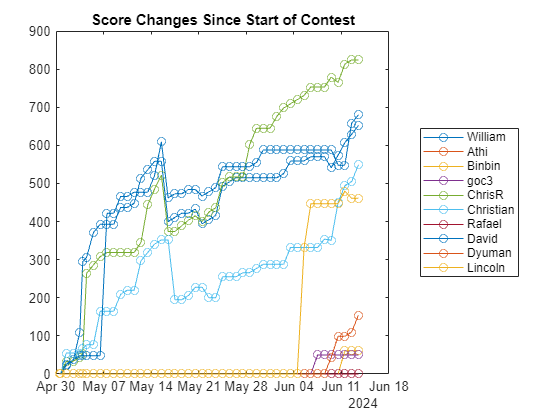 Score Changes Since Start of Contest
900
800
700
600
500
400
300
200
100
0
Apr 30 May 07 May 14 May 21 May 28 Jun 04 Jun 11 Jun 18
2024
William
Athi
Binbin
goc3
ChrisR
Christian
Rafael
David
Dyuman
Lincoln